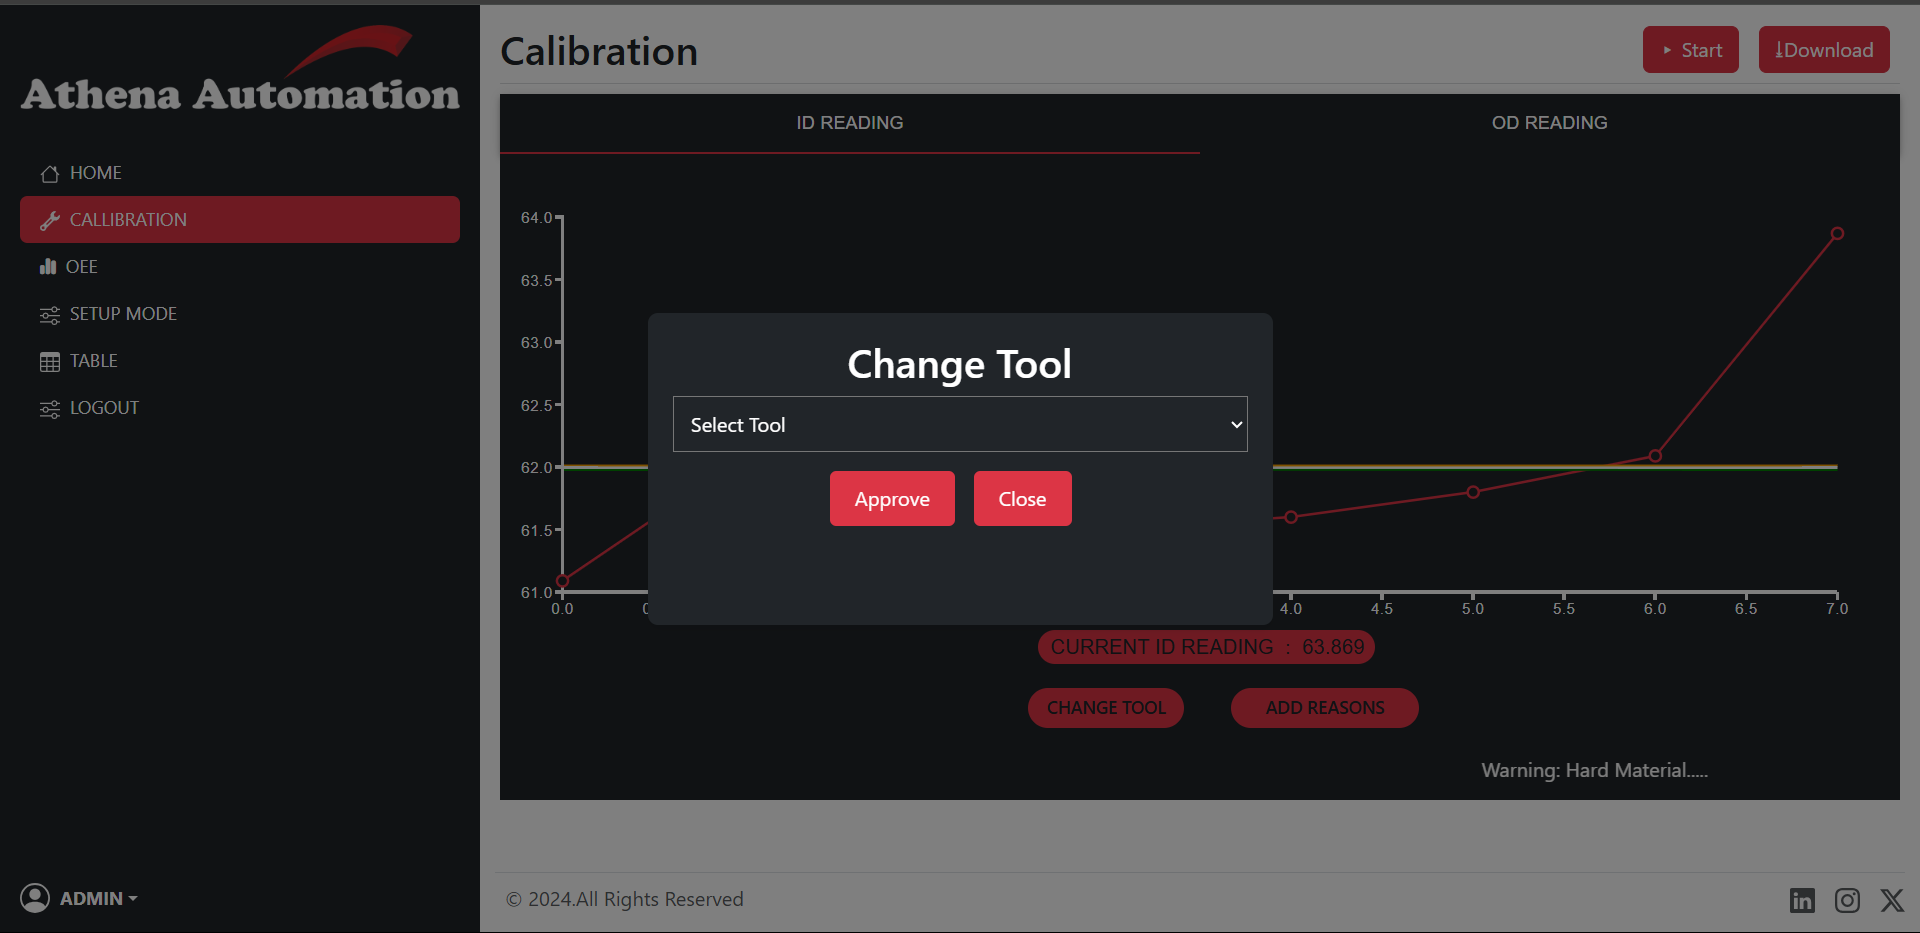 Athena Automation
HOME
CALLIBRATION
OEE
SETUP MODE
TABLE
LOGOUT
ADMIN
Calibration
Start
Download
ID READING
OD READING
64.0
63.5
63.0
62.5
62.0
61.5
61.0
0.0
4.0
4.5
5.0
5.5
6.0
6.5
7.0
Change Tool
Select Tool
Approve
Close
CURRENT ID READING : 63.869
CHANGE TOOL
ADD REASONS
Warning: Hard Material.....
© 2024.All Rights Reserved